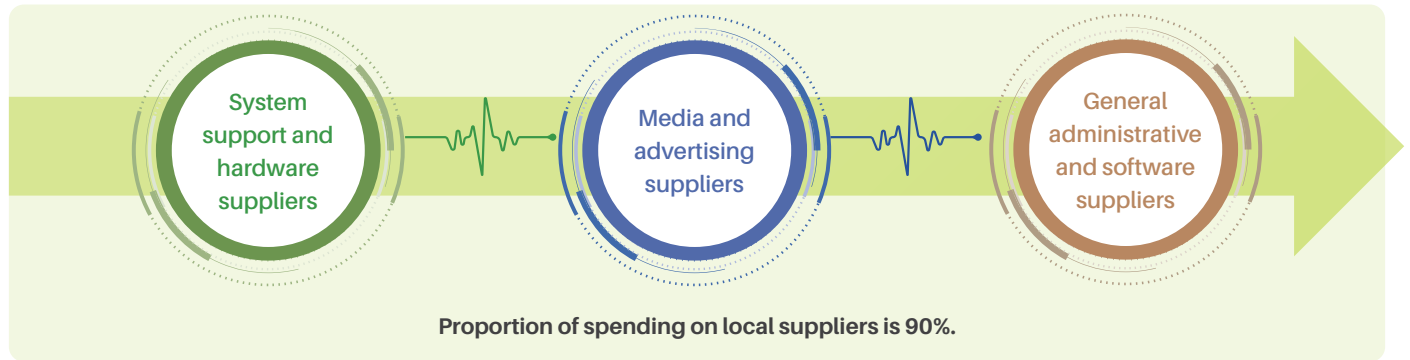 System
support and
hardware
suppliers
Media and
advertising
suppliers
General
administrative
and software
suppliers
Proportion of spending on local suppliers is 90%.